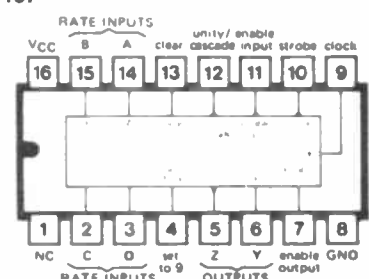 RATE INPUTS
unity/ enable
VCC B A clear cascade input strobe clock
16 15 14 13 12 11 10 9
1 2 3 4 5 6 7 8
NC C D set to 9 Z Y enable output GND
RATE INPUTS OUTPUTS